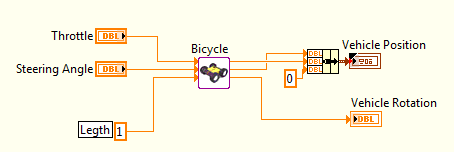 Throttle
DBL
Bicycle
Steering Angle
DBL
DBL
DBL
DBL
0
Vehicle Position
Vehicle Rotation
DBL
Legth
1